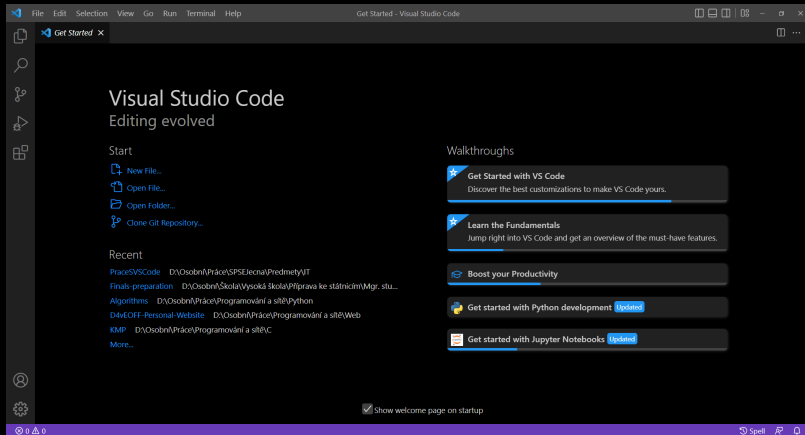 File Edit Selection View Go Run Terminal Help
Get Started - Visual Studio Code
Get Started
Visual Studio Code
Editing evolved
Start
New File...
Open File...
Open Folder...
Clone Git Repository...
Recent
PraceSVSCode D:\Osobní\Práce\SPSEJecna\Predmety\IT
Finals-preparation D:\Osobní\Škola\Vysoká škola\Příprava ke státnicím\Mgr. stu...
Algorithms D:\Osobní\Práce\Programování a sítě\Python
D4vEOFF-Personal-Website D:\Osobní\Práce\Programování a sítě\Web
KMP D:\Osobní\Práce\Programování a sítě\C
More...
Walkthroughs
Get Started with VS Code
Discover the best customizations to make VS Code yours.
Learn the Fundamentals
Jump right into VS Code and get an overview of the must-have features.
Boost your Productivity
Get started with Python development Updated
Get started with Jupyter Notebooks Updated
Show welcome page on startup
0 0
Spell